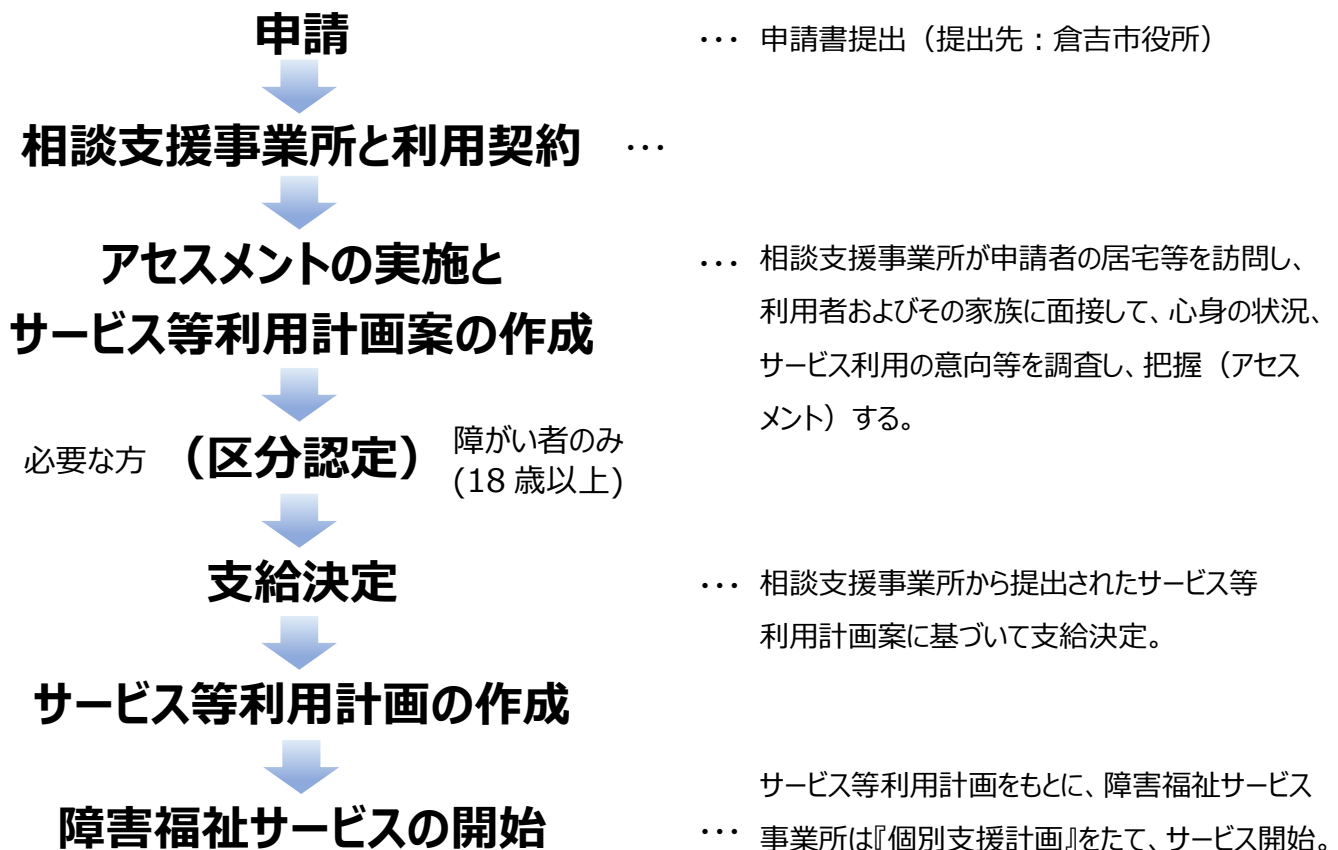 申請
… 申請書提出（提出先：倉吉市役所）
相談支援事業所と利用契約 …
アセスメントの実施と
サービス等利用計画案の作成
… 相談支援事業所が申請者の居宅等を訪問し、
利用者およびその家族に面接して、心身の状況、
サービス利用の意向等を調査し、把握（アセス
メント）する。
必要な方 （区分認定） 障がい者のみ
(18 歳以上)
支給決定
… 相談支援事業所から提出されたサービス等
利用計画案に基づいて支給決定。
サービス等利用計画の作成
障害福祉サービスの開始
サービス等利用計画をもとに、障害福祉サービス
… 事業所は『個別支援計画』をたて、サービス開始。